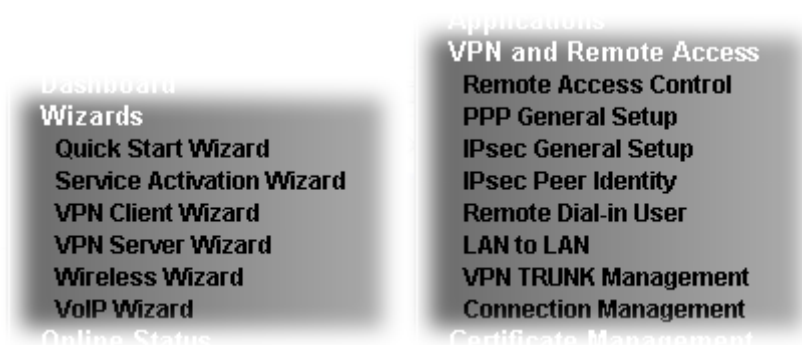 Dashboard
Wizards
Quick Start Wizard
Service Activation Wizard
VPN Client Wizard
VPN Server Wizard
Wireless Wizard
VoIP Wizard
Online Status
Applications
VPN and Remote Access
Remote Access Control
PPP General Setup
IPsec General Setup
IPsec Peer Identity
Remote Dial-in User
LAN to LAN
VPN TRUNK Management
Connection Management
Certificate Management